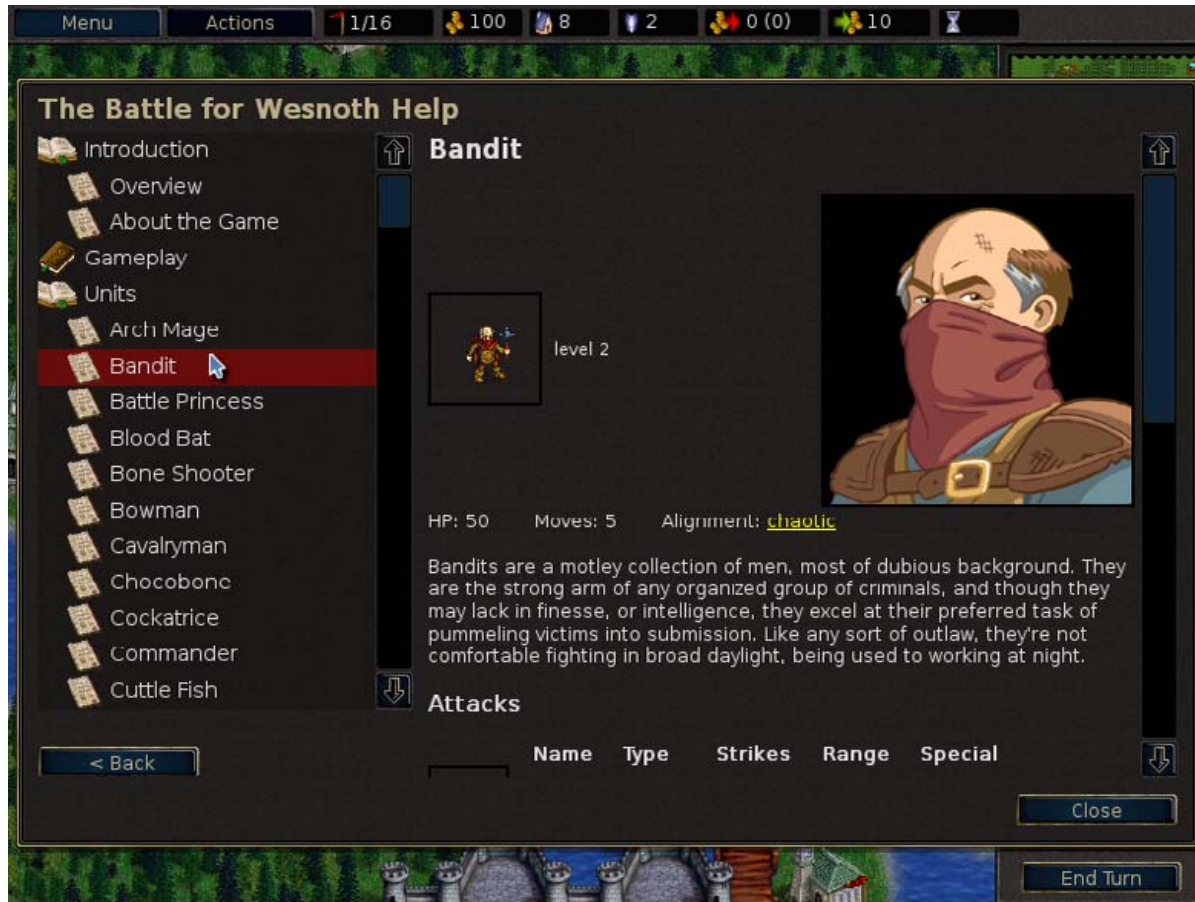 Menu Actions 1/16 100 8 2 0 (0) 10
The Battle for Wesnoth Help
Introduction
Overview
About the Game
Gameplay
Units
Arch Mage
Bandit
Battle Princess
Blood Bat
Bone Shooter
Bowman
Cavalryman
Chocobone
Cockatrice
Commander
Cuttle Fish
< Back
Bandit
level 2
HP: 50 Moves: 5 Alignment: chaotic
Bandits are a motley collection of men, most of dubious background. They
are the strong arm of any organized group of criminals, and though they
may lack in finesse, or intelligence, they excel at their preferred task of
pummeling victims into submission. Like any sort of outlaw, they're not
comfortable fighting in broad daylight, being used to working at night.
Attacks
Name Type Strikes Range Special
Close
End Turn